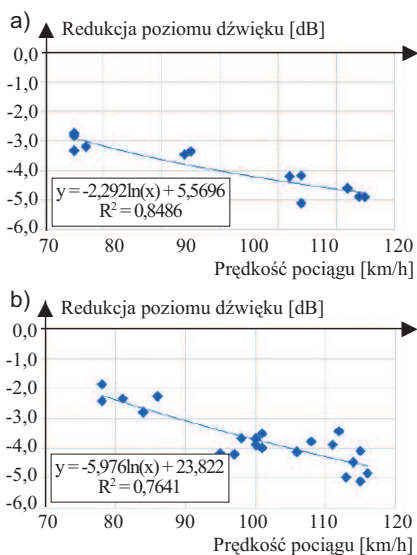 a) Redukcja poziomu dźwięku [dB]
0,0
-1,0
-2,0
-3,0
-4,0
-5,0
-6,0
y = -2,292ln(x) + 5,5696
R² = 0,8486
70 80 90 100 110 120
Prędkość pociągu [km/h]
b) Redukcja poziomu dźwięku [dB]
0,0
-1,0
-2,0
-3,0
-4,0
-5,0
-6,0
y = -5,976ln(x) + 23,822
R² = 0,7641
70 80 90 100 110 120
Prędkość pociągu [km/h]